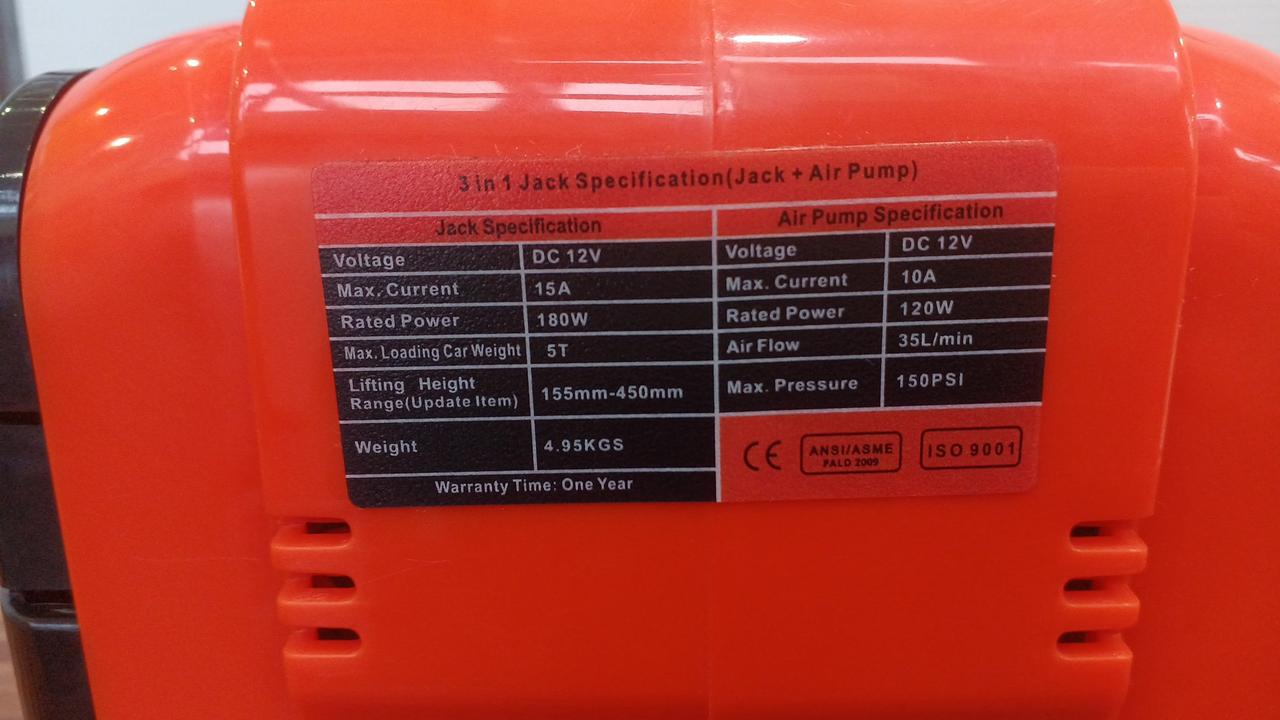 3 in 1 Jack Specification(Jack + Air Pump)
Jack Specification
Voltage DC 12V
Max. Current 15A
Rated Power 180W
Max. Loading Car Weight 5T
Lifting Height
Range(Update Item) 155mm-450mm
Weight 4.95KGS
Warranty Time: One Year
Air Pump Specification
Voltage DC 12V
Max. Current 10A
Rated Power 120W
Air Flow 35L/min
Max. Pressure 150PSI
CE
ANSI/ASME
PALD 2009
ISO 9001